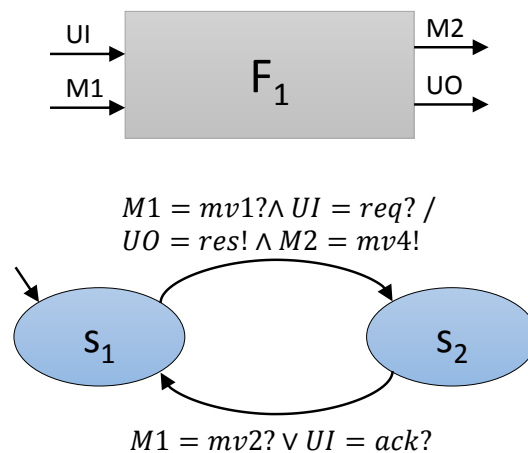 UI
M1
F₁
M2
UO
M1 = mv1?∧ UI = req? /
UO = res! ∧ M2 = mv4!
s₁
s₂
M1 = mv2? ∨ UI = ack?